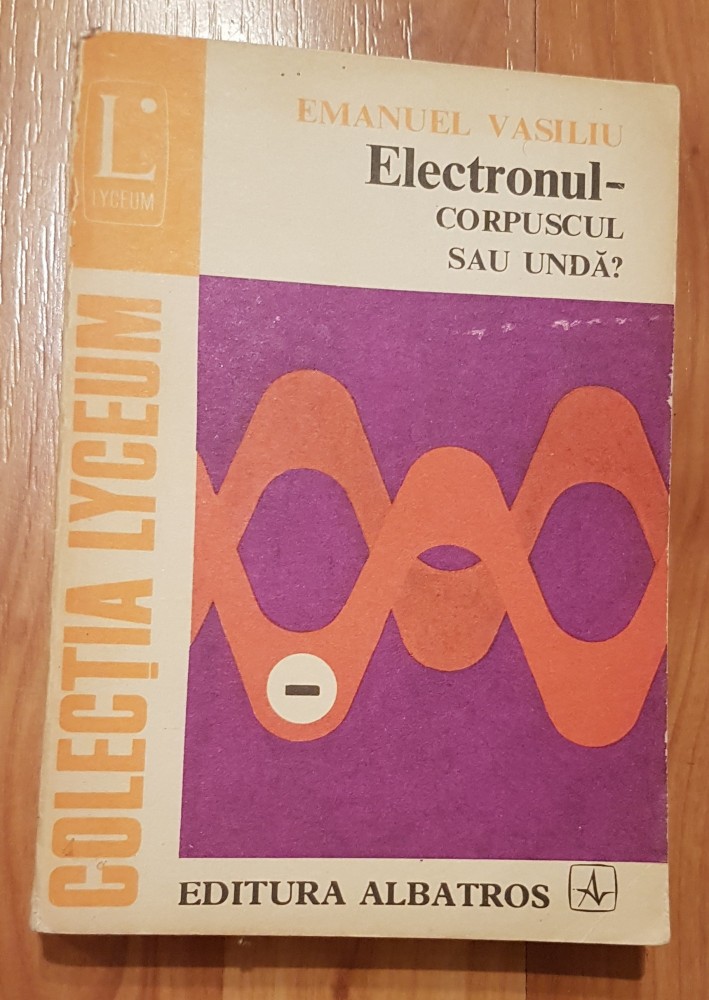 L
LYCEUM
EMANUEL VASILIU
Electronul-
CORPUSCUL
SAU UNDĂ?
COLECȚIA LYCEUM
EDITURA ALBATROS